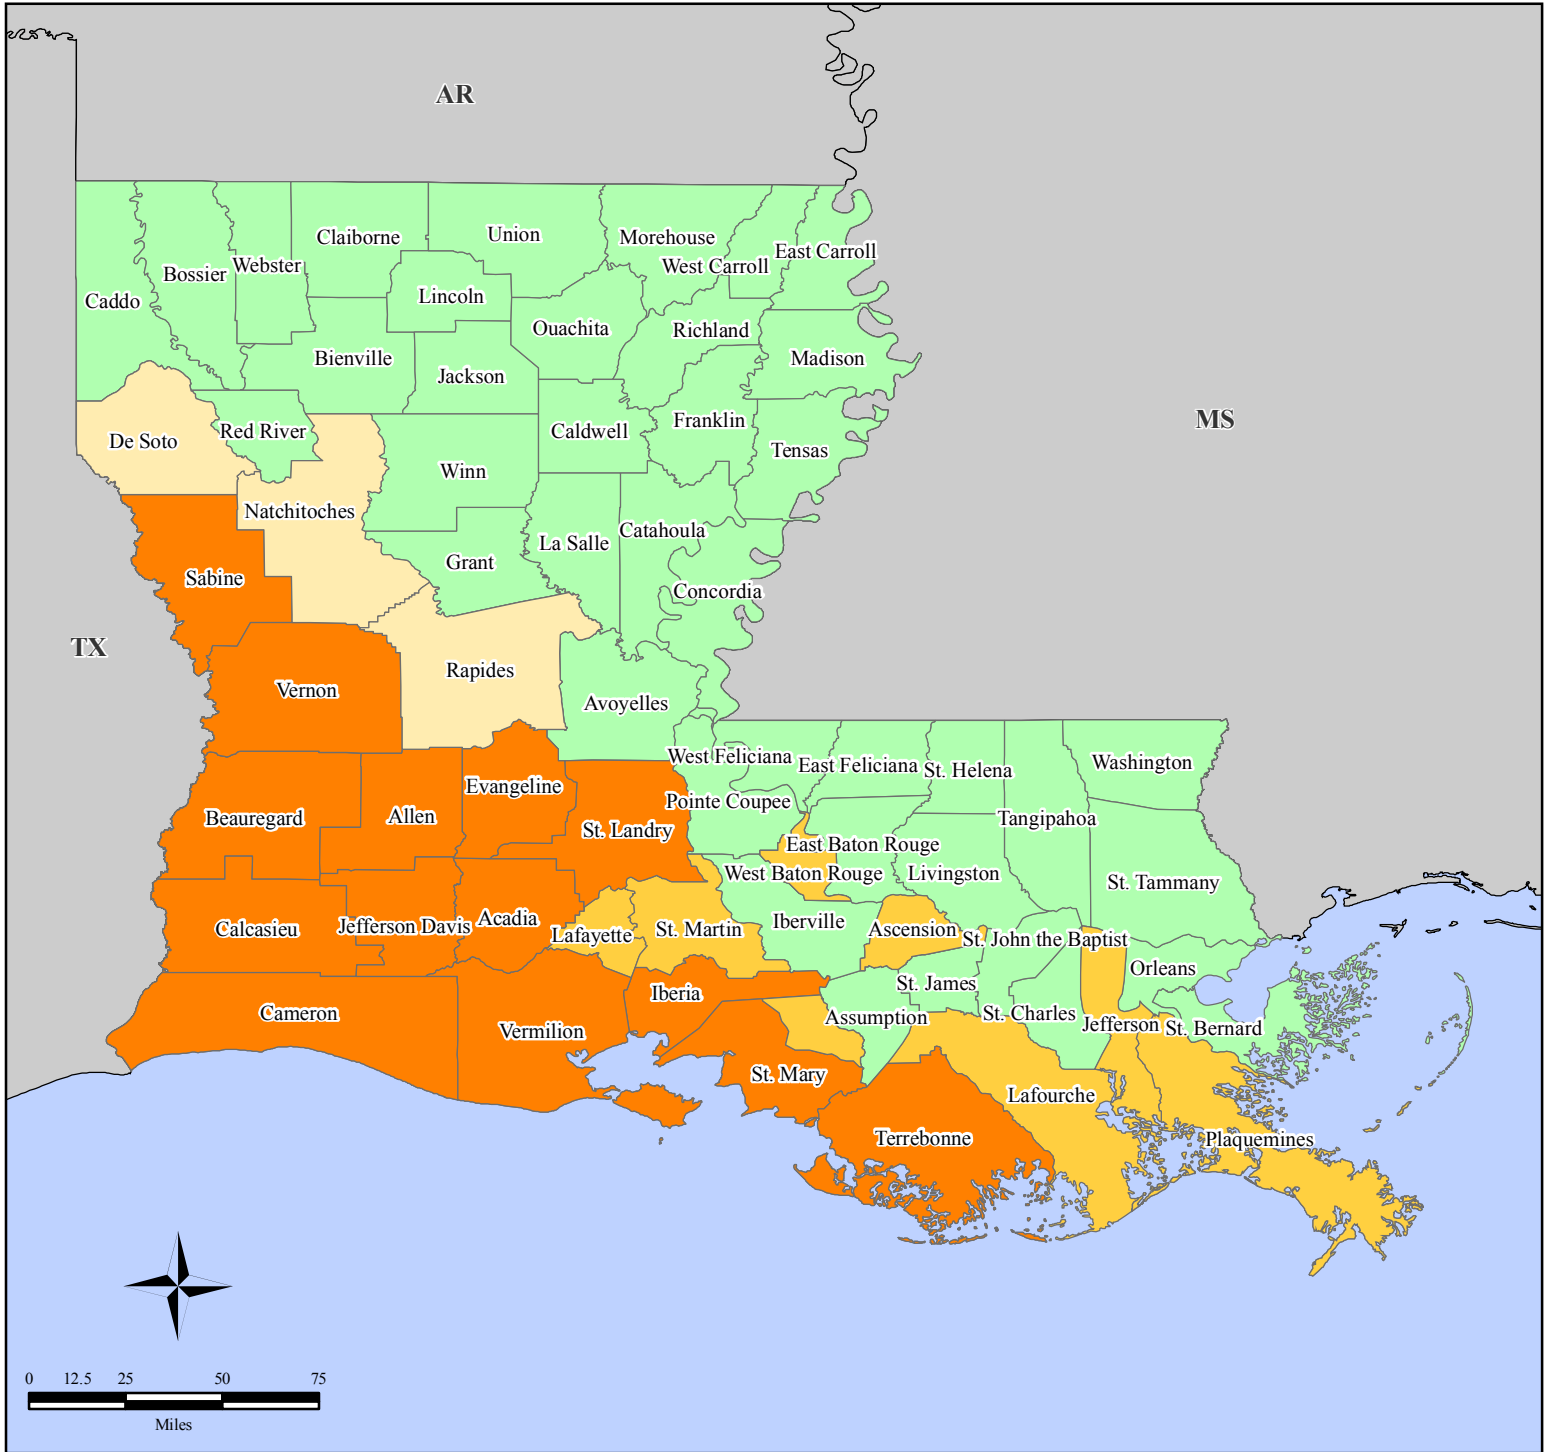 AR
Claiborne
Union
Morehouse
East Carroll
Bossier
Webster
West Carroll
Caddo
Lincoln
Ouachita
Richland
Bienville
Jackson
Madison
MS
De Soto
Red River
Caldwell
Franklin
Tensas
Winn
Natchitoches
La Salle
Catahoula
Grant
Sabine
Concordia
TX
Rapides
Vernon
Avoyelles
West Feliciana
East Feliciana
St. Helena
Washington
Evangeline
Pointe Coupee
Beauregard
Allen
St. Landry
Tangipahoa
East Baton Rouge
West Baton Rouge
Livingston
St. Tammany
Calcasieu
Jefferson Davis
Acadia
Lafayette
St. Martin
Iberville
Ascension
St. John the Baptist
Orleans
Iberia
St. James
Cameron
Vermilion
Assumption
St. Charles
Jefferson
St. Bernard
St. Mary
Lafourche
Terrebonne
Plaquemines
0 12.5 25 50 75
Miles